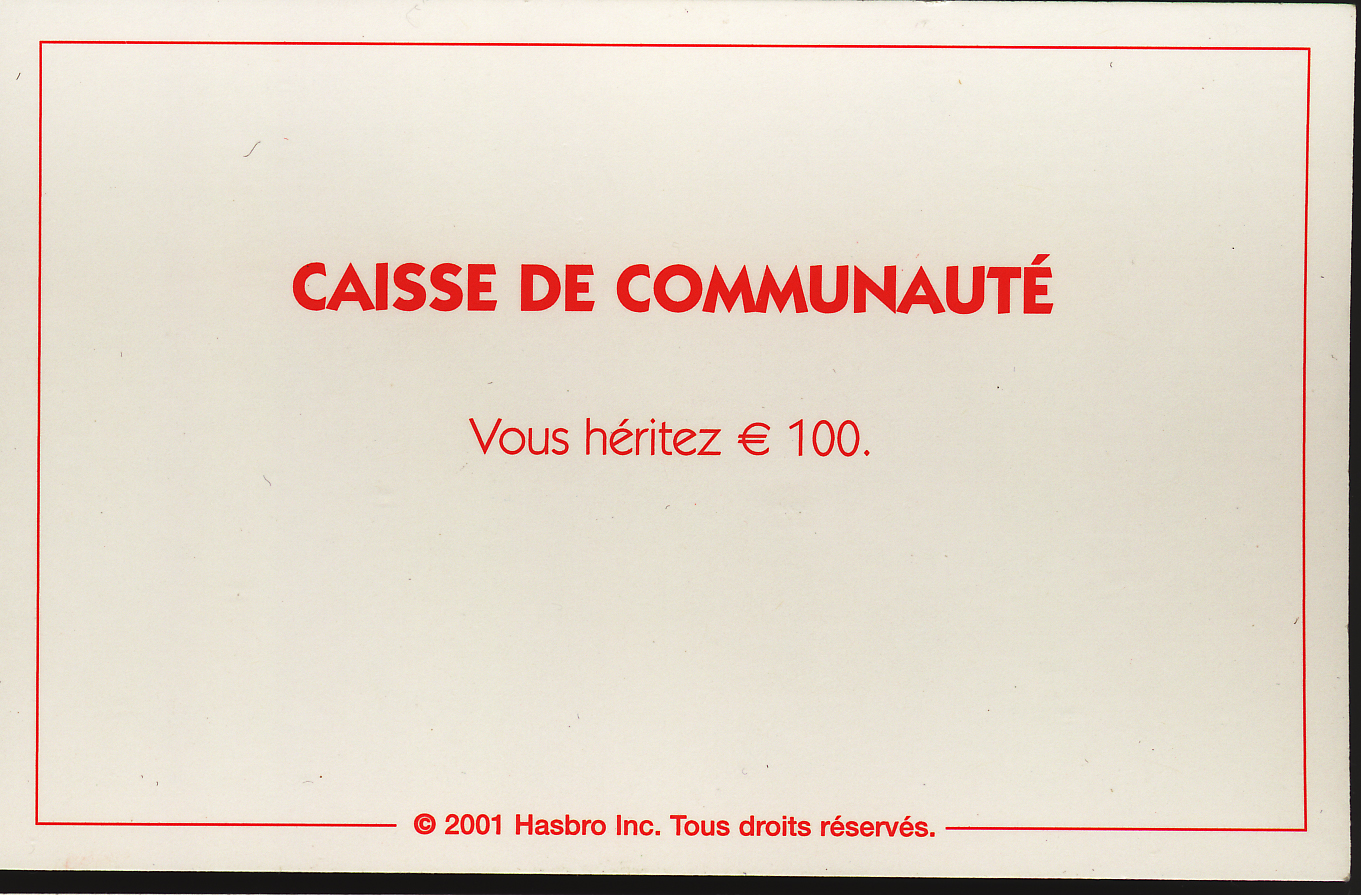 CAISSE DE COMMUNAUTÉ
Vous héritez € 100.
© 2001 Hasbro Inc. Tous droits réservés.